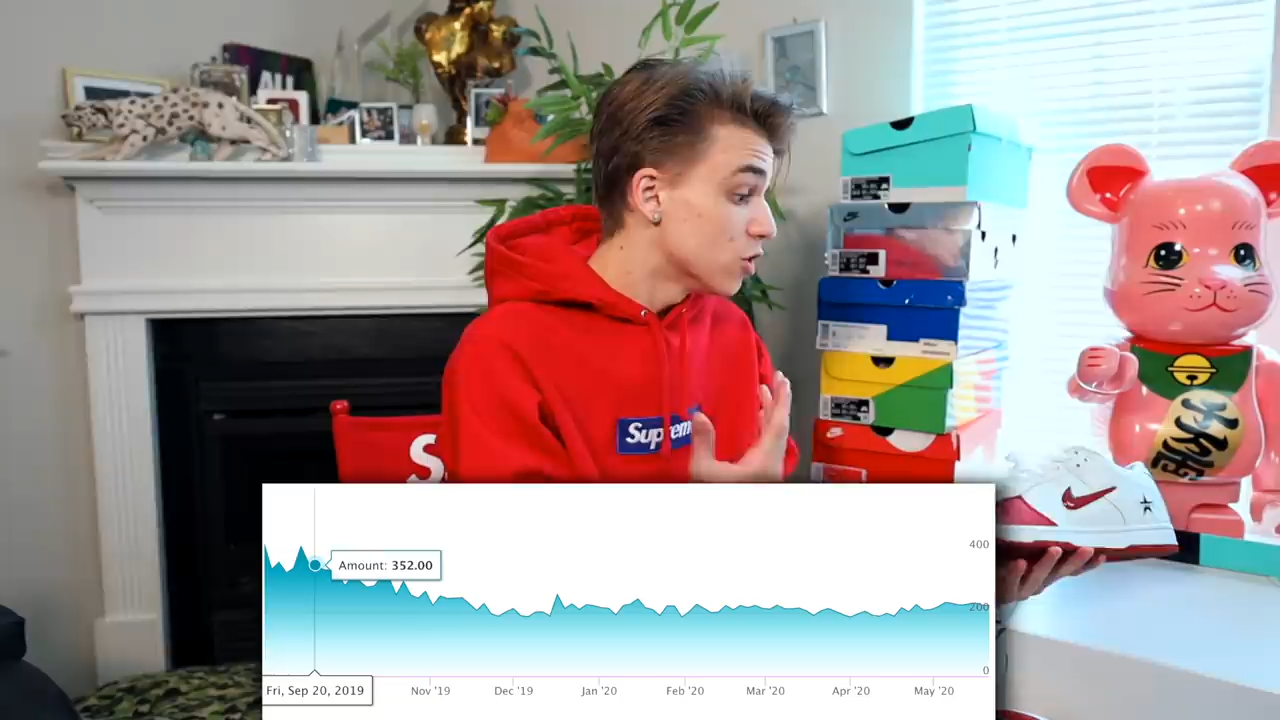 ALL
Supreme
S
400
Amount: 352.00
200
0
Fri, Sep 20, 2019
Nov '19
Dec '19
Jan '20
Feb '20
Mar '20
Apr '20
May '20